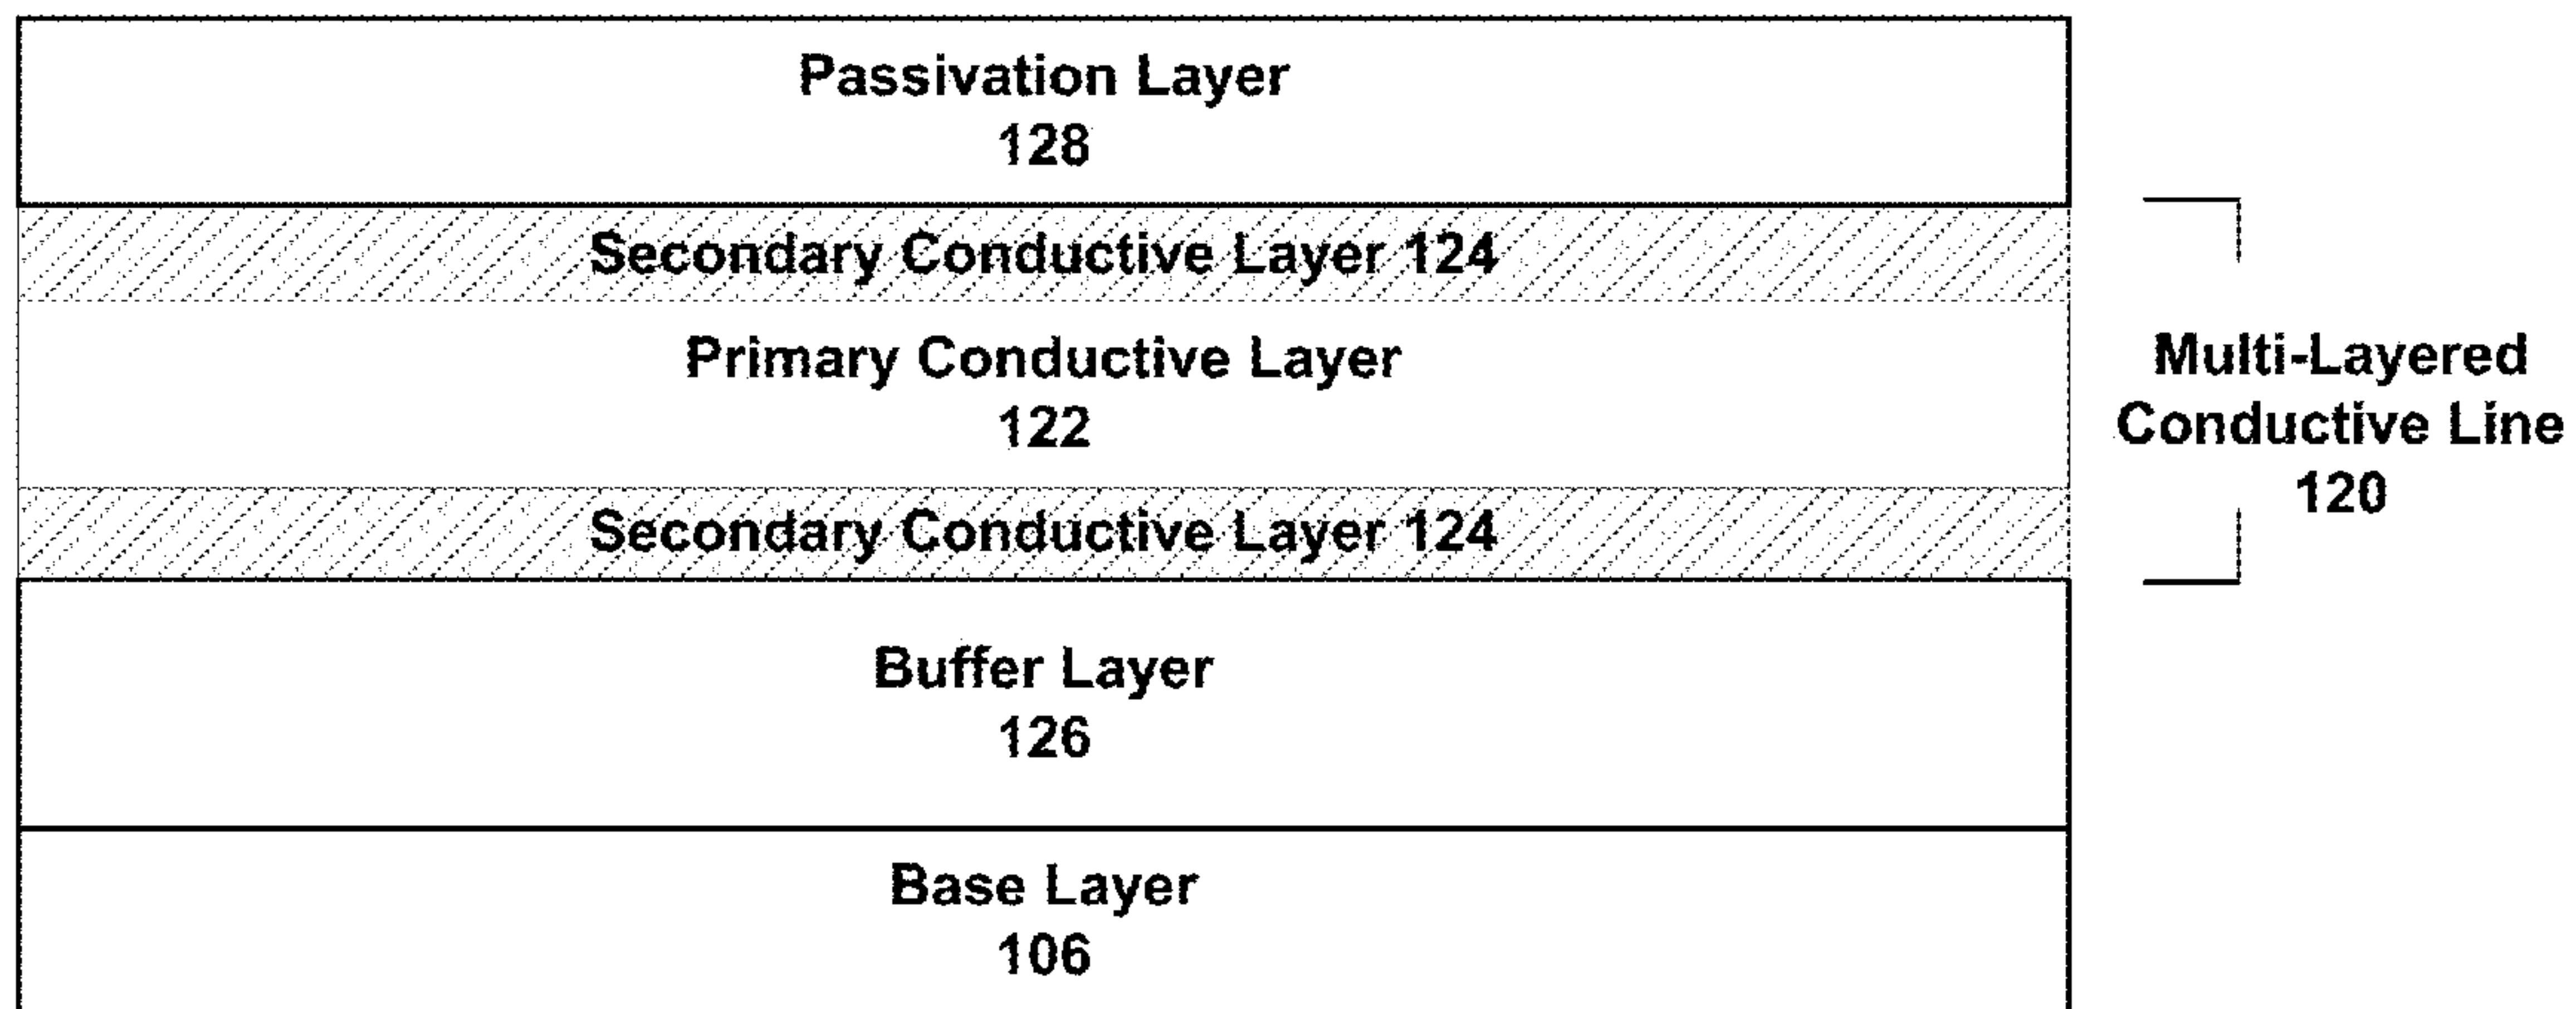 Passivation Layer
128
Secondary Conductive Layer 124
Primary Conductive Layer
122
Secondary Conductive Layer 124
Multi-Layered
Conductive Line
120
Buffer Layer
126
Base Layer
106